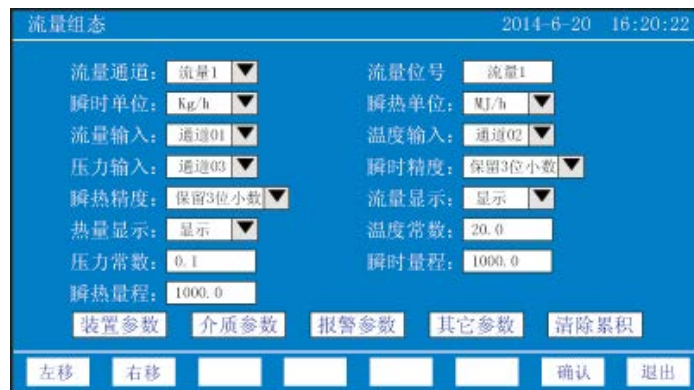 流量组态 2014-6-20 16:20:22
流量通道： 流量1 流量位号 流量1
瞬时单位： Kg/h 瞬热单位： MJ/h
流量输入： 通道01 温度输入： 通道02
压力输入： 通道03 瞬时精度： 保留3位小数
瞬热精度： 保留3位小数 流量显示： 显示
热量显示： 显示 温度常数： 20.0
压力常数： 0.1 瞬时量程： 1000.0
瞬热量程： 1000.0
装置参数 介质参数 报警参数 其它参数 清除累积
左移 右移 确认 退出